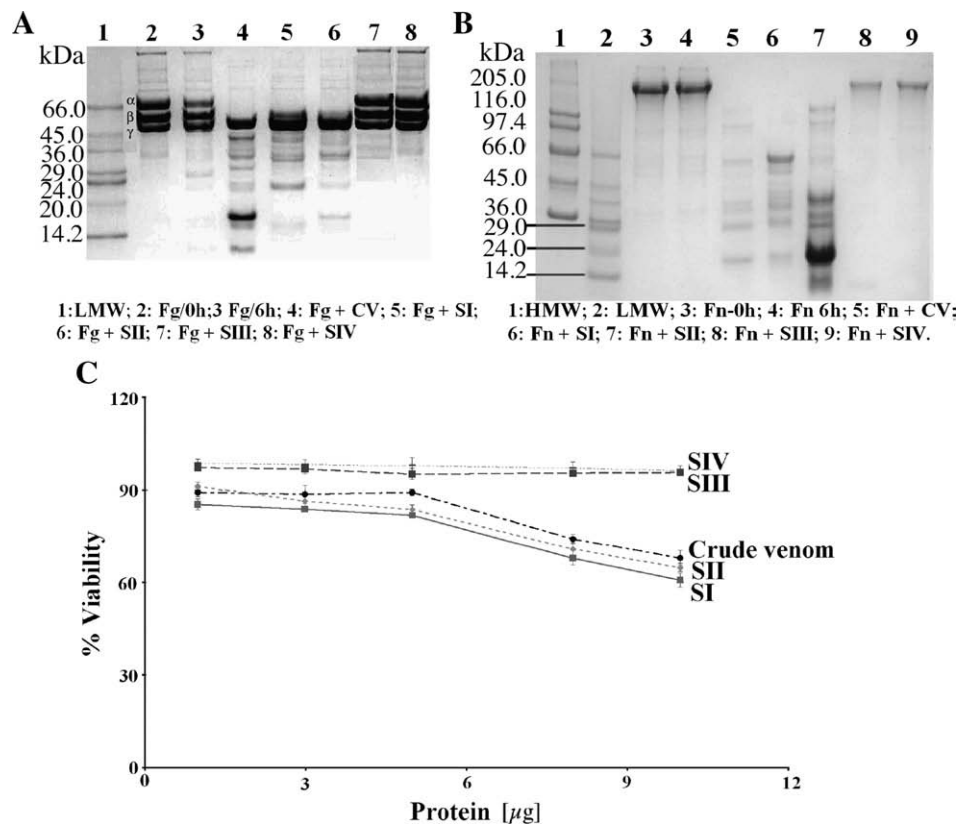 A
1 2 3 4 5 6 7 8
kDa
66.0
45.0
36.0
29.0
24.0
20.0
14.2
α
β
γ
1:LMW; 2: Fg/0h;3 Fg/6h; 4: Fg + CV; 5: Fg + SI;
6: Fg + SII; 7: Fg + SIII; 8: Fg + SIV
B
1 2 3 4 5 6 7 8 9
kDa
205.0
116.0
97.4
66.0
45.0
36.0
29.0
24.0
14.2
1:HMW; 2: LMW; 3: Fn-0h; 4: Fn 6h; 5: Fn + CV;
6: Fn + SI; 7: Fn + SII; 8: Fn + SIII; 9: Fn + SIV.
C
120
90
60
30
0
% Viability
SIV
SIII
Crude venom
SII
SI
0 3 6 9 12
Protein [µg]